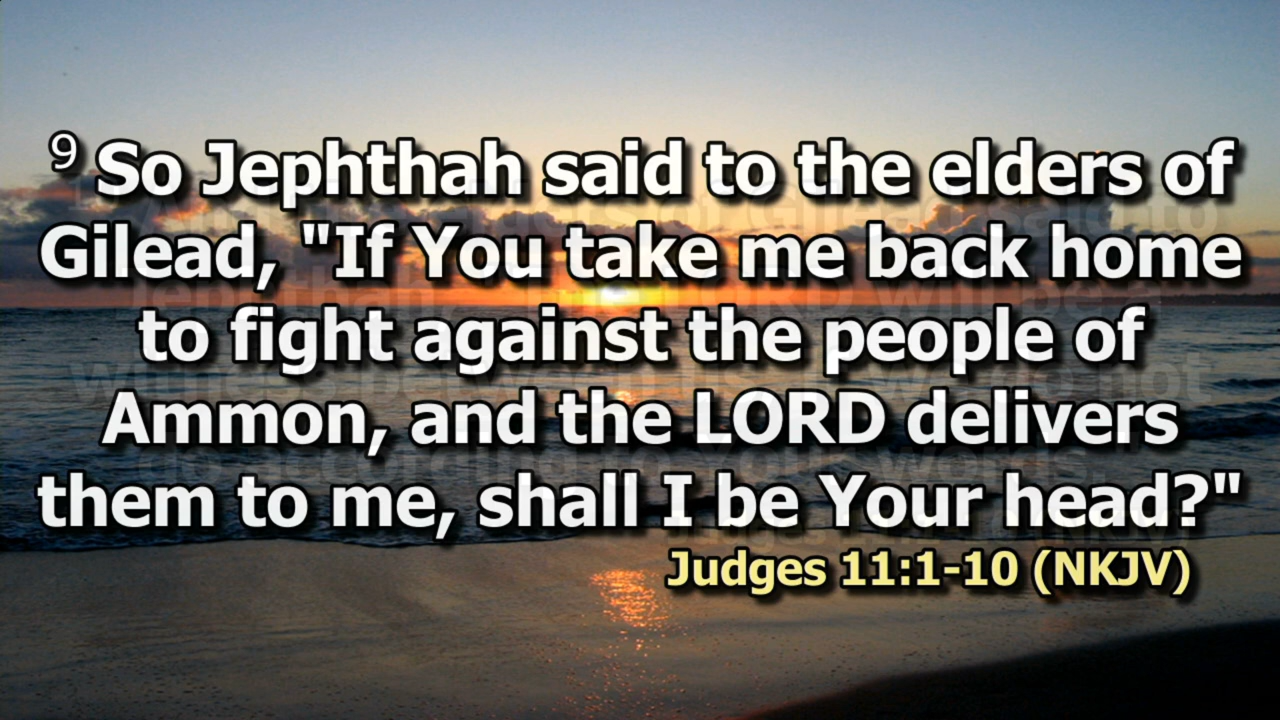 9 So Jephthah said to the elders of
Gilead, "If You take me back home
to fight against the people of
Ammon, and the LORD delivers
them to me, shall I be Your head?"
Judges 11:1-10 (NKJV)